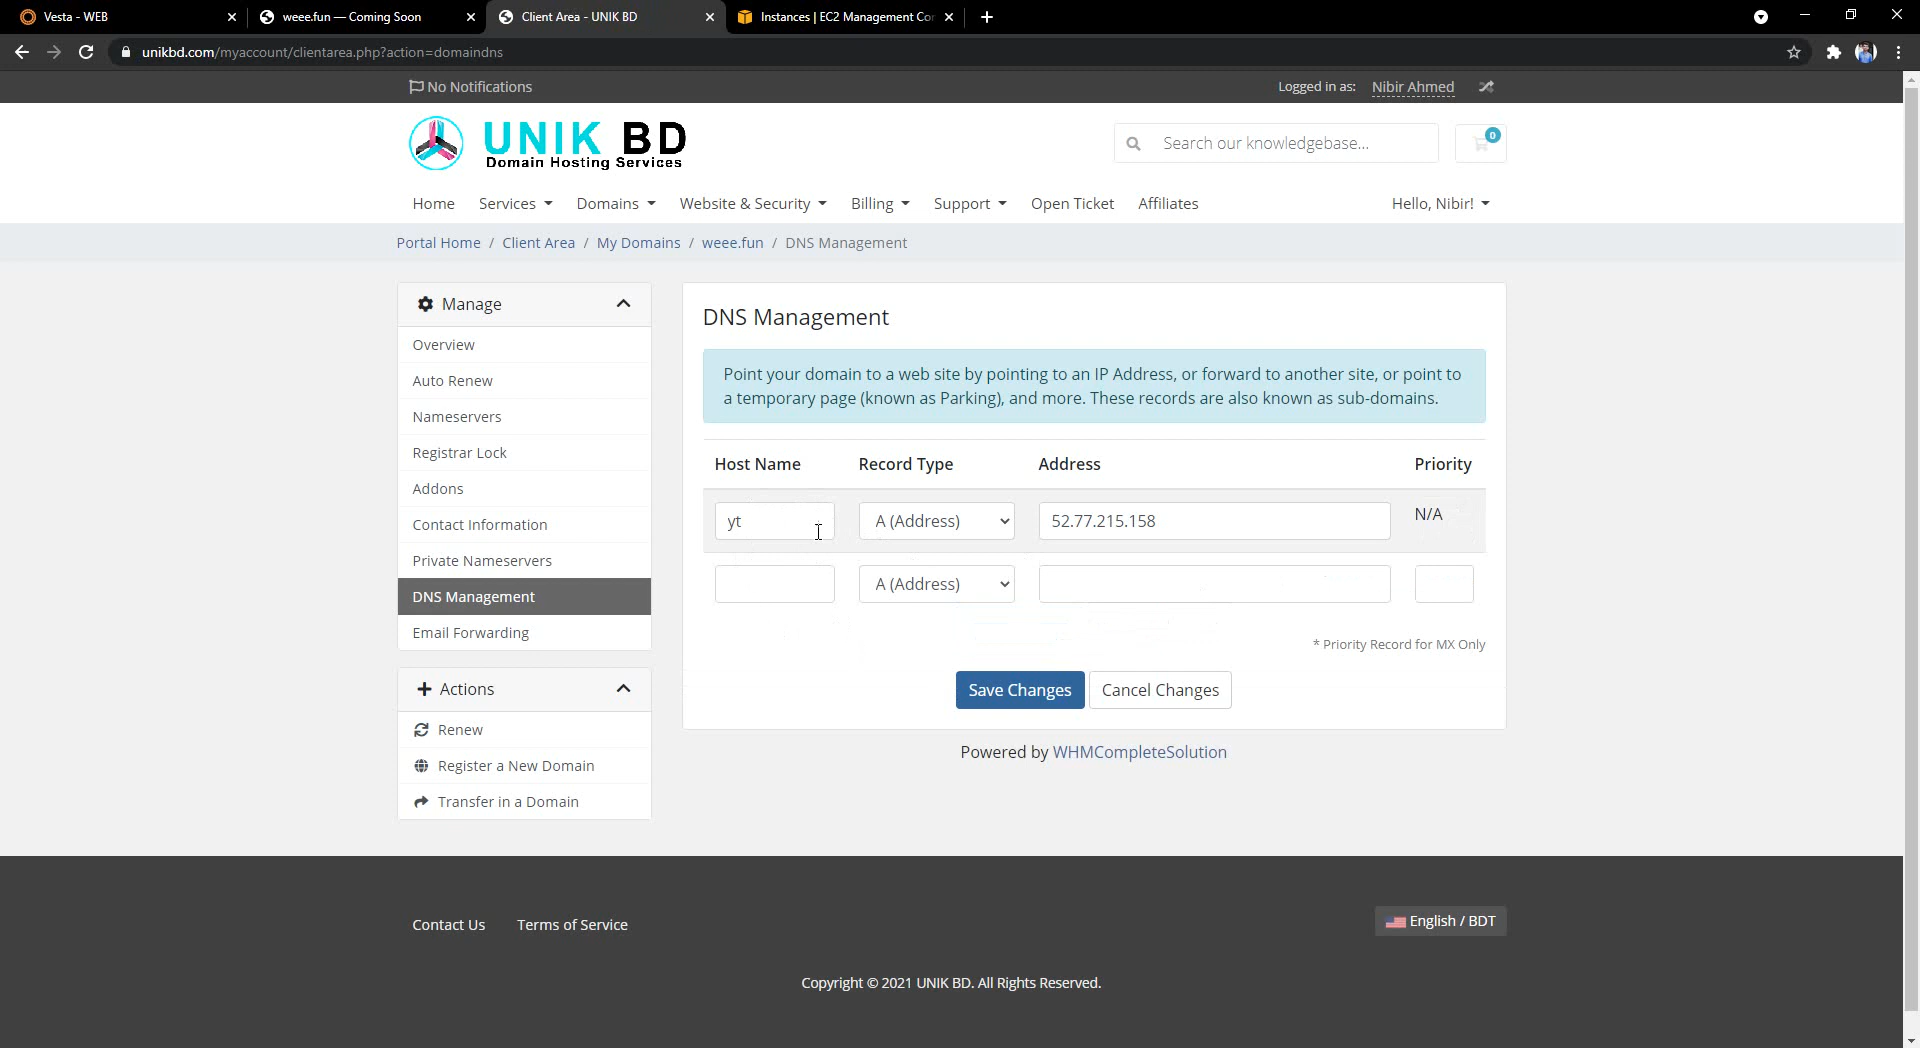 Vesta - WEB
weee.fun — Coming Soon
Client Area - UNIK BD
Instances | EC2 Management Co
unikbd.com/myaccount/clientarea.php?action=domaindns
No Notifications
Logged in as: Nibir Ahmed
UNIK BD
Domain Hosting Services
Search our knowledgebase...
0
Home
Services
Domains
Website & Security
Billing
Support
Open Ticket
Affiliates
Hello, Nibir!
Portal Home / Client Area / My Domains / weee.fun / DNS Management
Manage
Overview
Auto Renew
Nameservers
Registrar Lock
Addons
Contact Information
Private Nameservers
DNS Management
Email Forwarding
Actions
Renew
Register a New Domain
Transfer in a Domain
DNS Management
Point your domain to a web site by pointing to an IP Address, or forward to another site, or point to
a temporary page (known as Parking), and more. These records are also known as sub-domains.
Host Name Record Type Address Priority
yt A (Address) 52.77.215.158 N/A
A (Address)
* Priority Record for MX Only
Save Changes Cancel Changes
Powered by WHMCompleteSolution
Contact Us Terms of Service
English / BDT
Copyright © 2021 UNIK BD. All Rights Reserved.